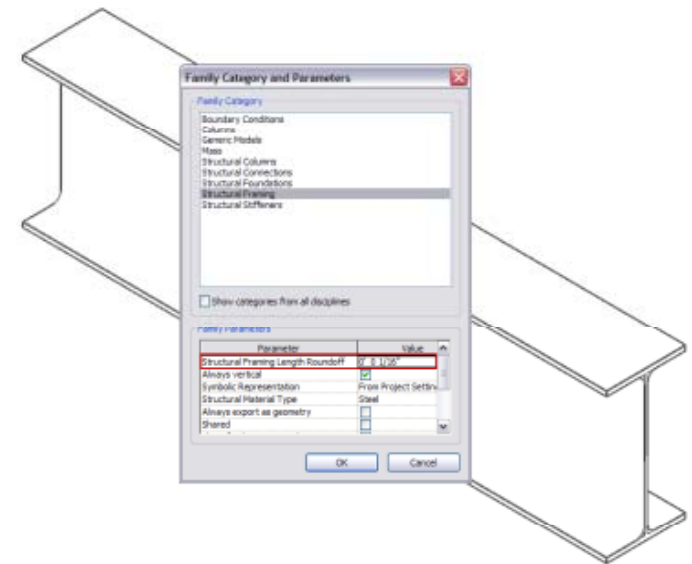 Family Category and Parameters
Family Category
Boundary Conditions
Columns
Generic Models
Mass
Structural Columns
Structural Connections
Structural Foundations
Structural Framing
Structural Stiffeners
Show categories from all disciplines
Family Parameters
Parameter Value
Structural Framing Length Roundoff 0' 0 1/16"
Always vertical
Symbolic Representation From Project Settin
Structural Material Type Steel
Always export as geometry
Shared
OK Cancel